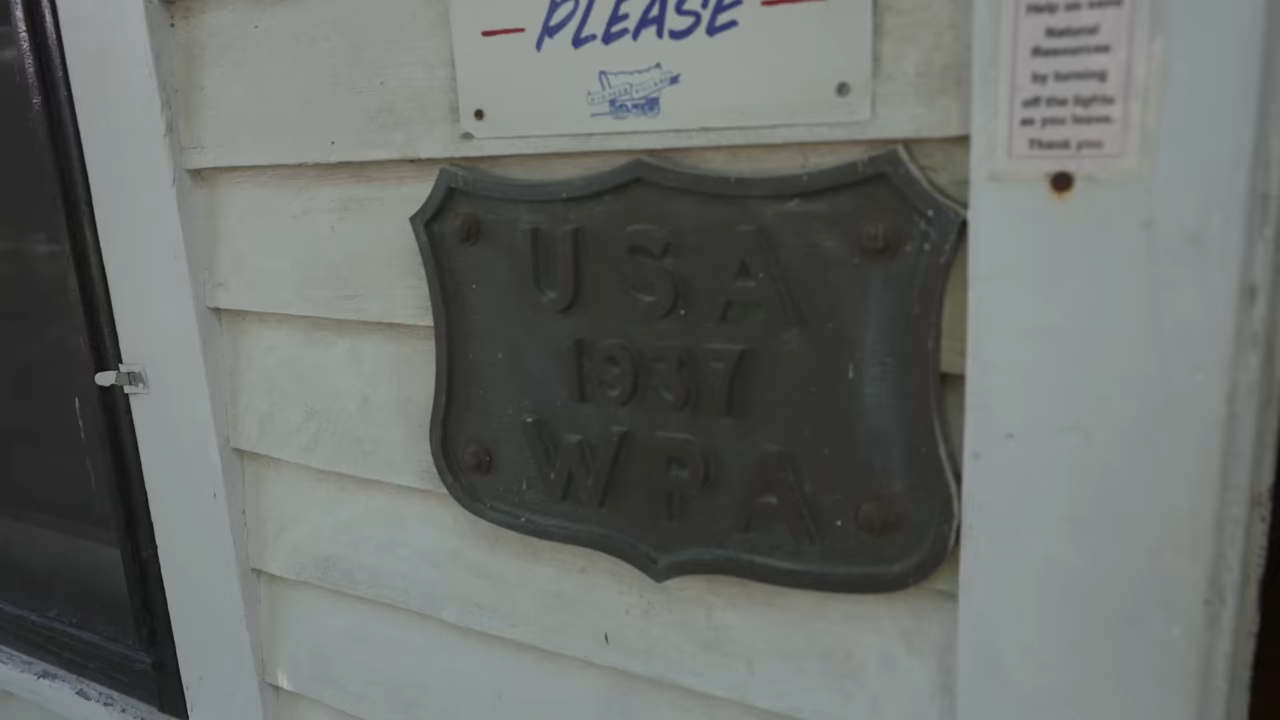 PLEASE
Help us save
Natural
Resources
by turning
off the lights
as you leave.
Thank you
USA
1937
WPA